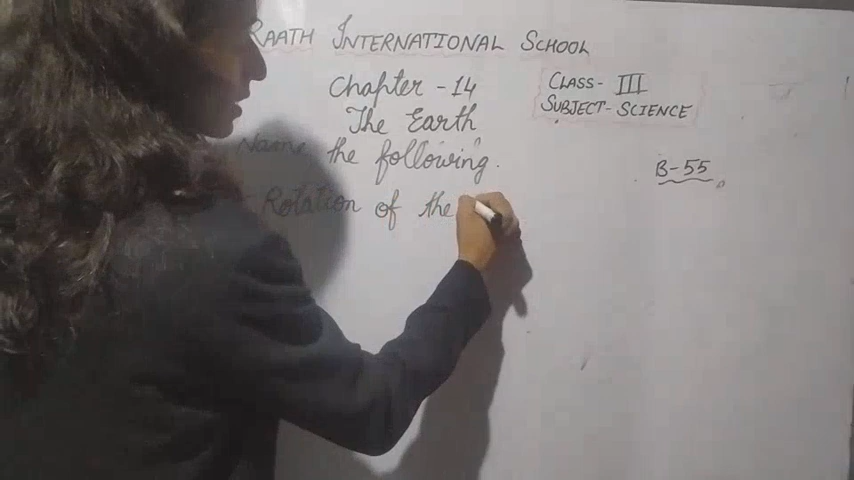 RAATH INTERNATIONAL SCHOOL
Chapter - 14
CLASS- III
The Earth
SUBJECT-SCIENCE
Name the following.
B-55
Rotation of the